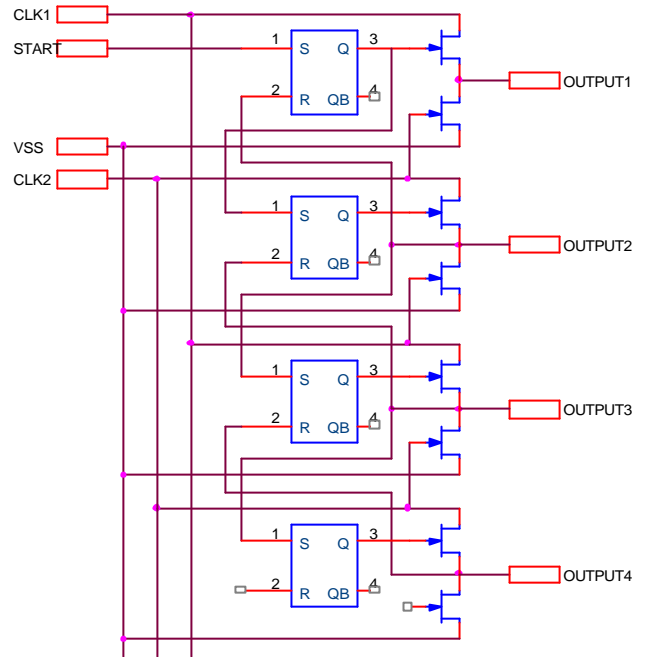 CLK1
START
1 S Q 3
2 R QB 4
OUTPUT1
VSS
CLK2
1 S Q 3
2 R QB 4
OUTPUT2
1 S Q 3
2 R QB 4
OUTPUT3
1 S Q 3
2 R QB 4
OUTPUT4